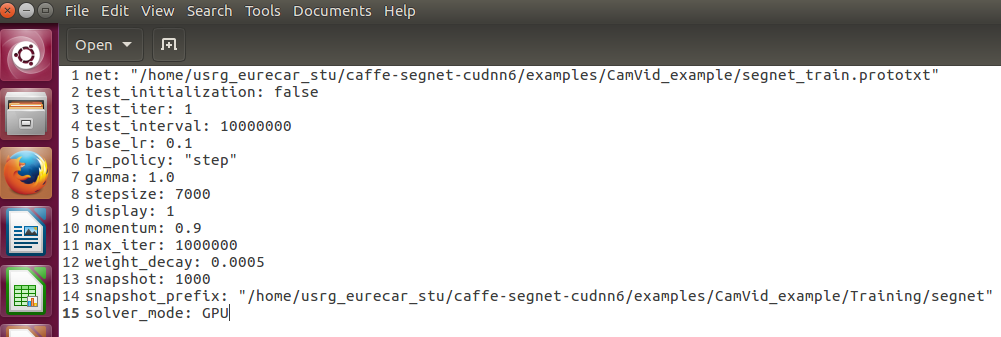 File Edit View Search Tools Documents Help
Open
1 net: "/home/usrg_eurecar_stu/caffe-segnet-cudnn6/examples/CamVid_example/segnet_train.prototxt"
2 test_initialization: false
3 test_iter: 1
4 test_interval: 10000000
5 base_lr: 0.1
6 lr_policy: "step"
7 gamma: 1.0
8 stepsize: 7000
9 display: 1
10 momentum: 0.9
11 max_iter: 1000000
12 weight_decay: 0.0005
13 snapshot: 1000
14 snapshot_prefix: "/home/usrg_eurecar_stu/caffe-segnet-cudnn6/examples/CamVid_example/Training/segnet"
15 solver_mode: GPU